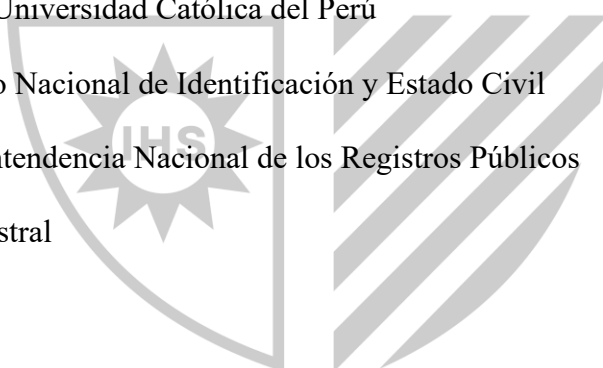 Universidad Católica del Perú
o Nacional de Identificación y Estado Civil
IHS
ntendencia Nacional de los Registros Públicos
stral